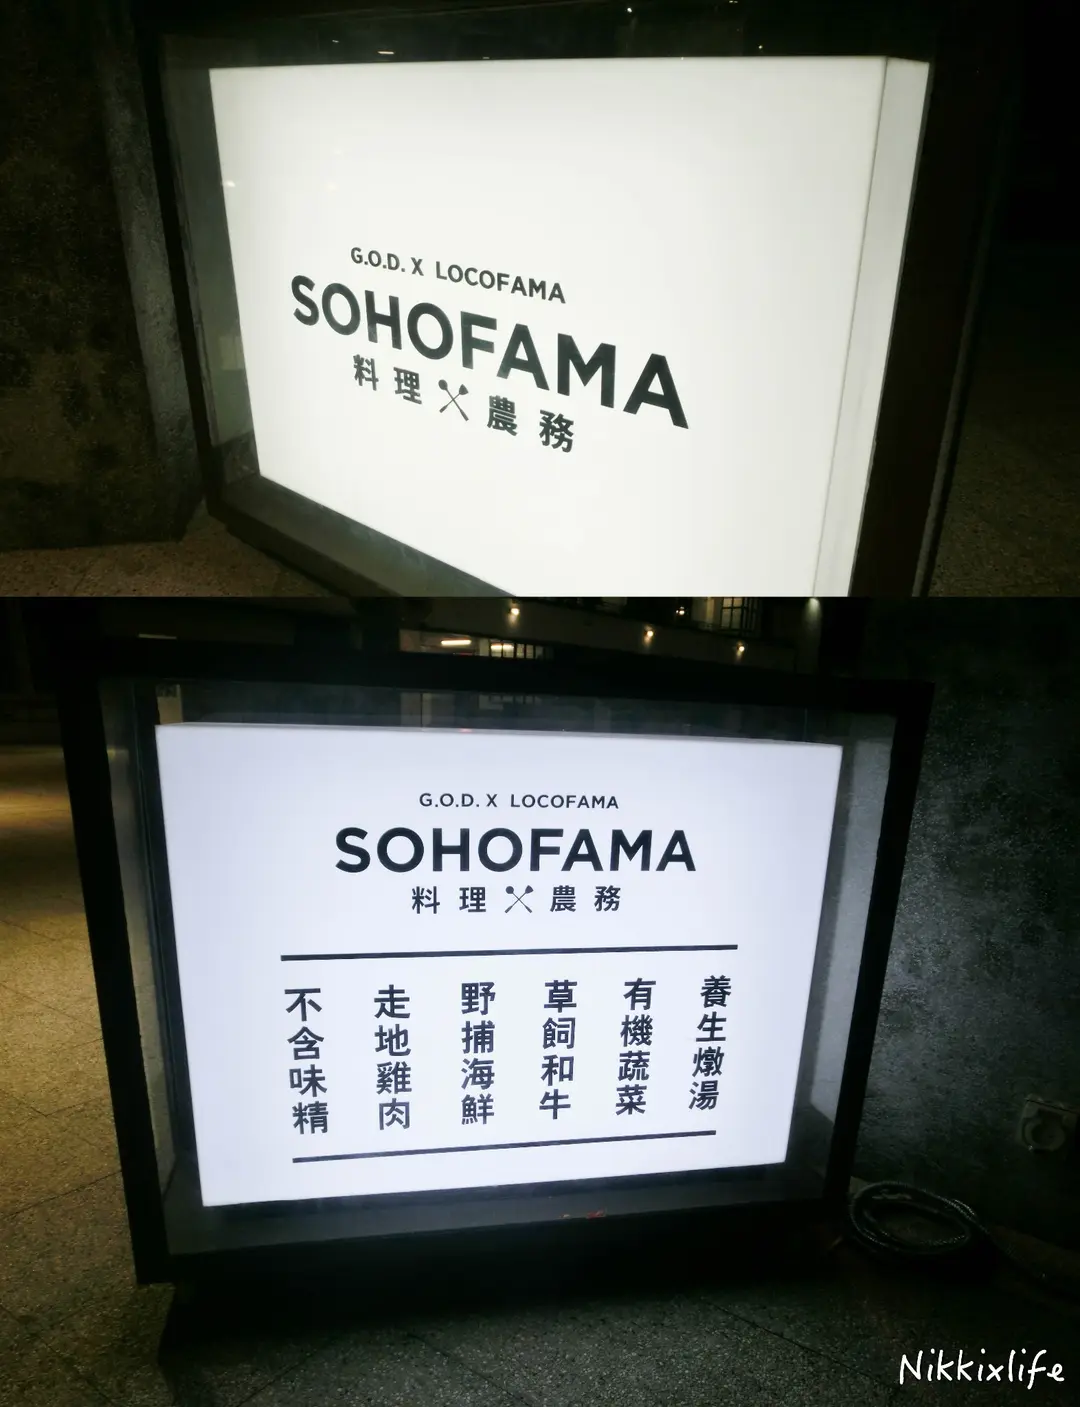 G.O.D. X LOCOFAMA
SOHOFAMA
料理 農務
G.O.D. X LOCOFAMA
SOHOFAMA
料理 農務
養生燉湯
有機蔬菜
草飼和牛
野捕海鮮
走地雞肉
不含味精
Nikkixlife